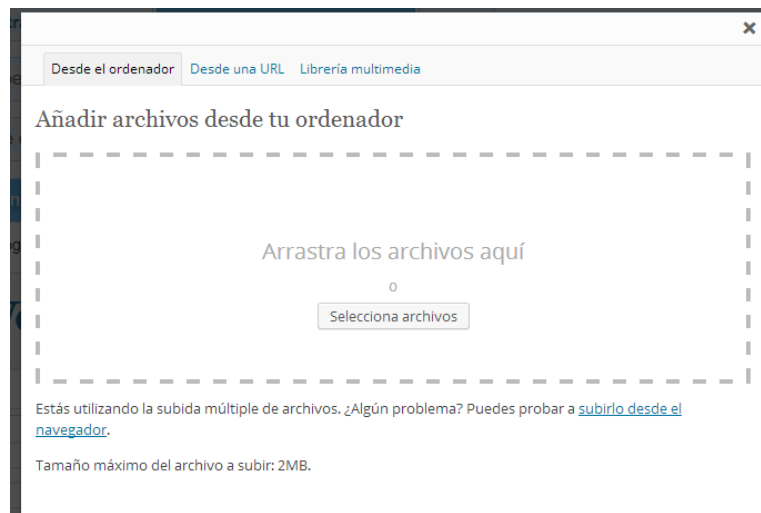 Desde el ordenador Desde una URL Librería multimedia
Añadir archivos desde tu ordenador
Arrastra los archivos aquí
o
Selecciona archivos
Estás utilizando la subida múltiple de archivos. ¿Algún problema? Puedes probar a subirlo desde el
navegador.
Tamaño máximo del archivo a subir: 2MB.